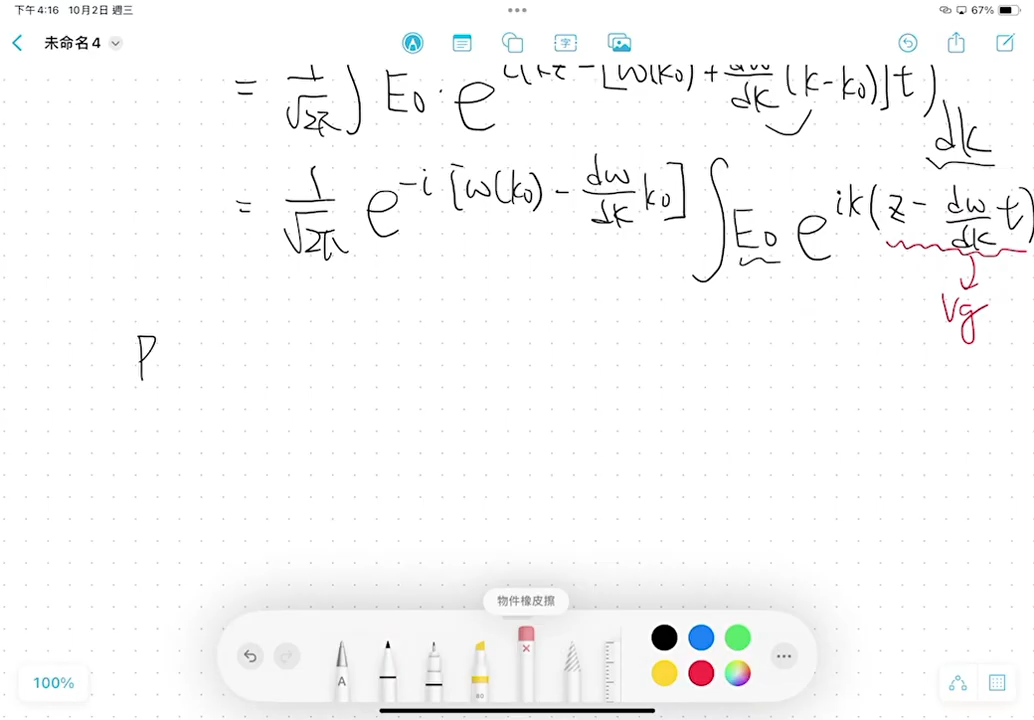 下午4:16 10月2日 週三 67%
未命名4
字
= 1/√2π ∫ E₀ · e^{i(kz - [ω(k₀) + dω/dk (k-k₀)]t)} dk
= 1/√2π e^{-i[ω(k₀) - dω/dk k₀]} ∫ E₀ e^{ik(z - dω/dk t)}
Vg
P
物件橡皮擦
A
80
100%